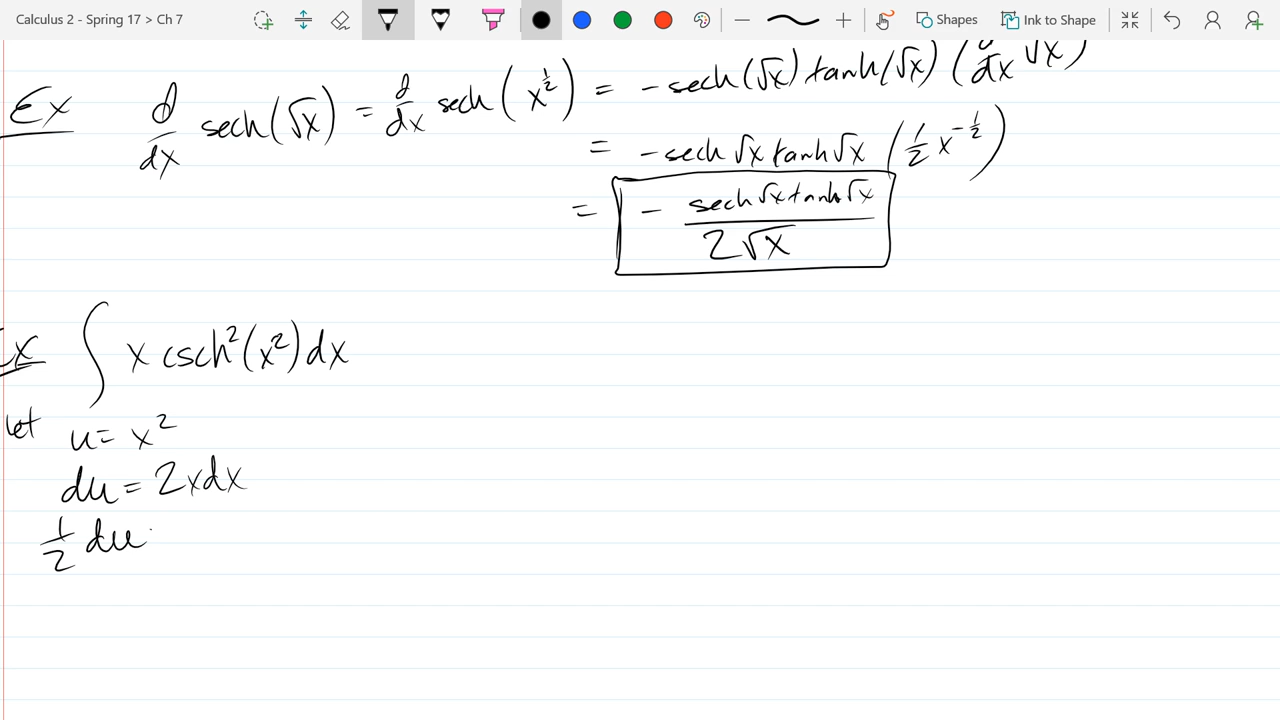 Calculus 2 - Spring 17 > Ch 7
Shapes
Ink to Shape
Ex d/dx sech(√x) = d/dx sech(x^{1/2}) = -sech(√x) tanh(√x) (d/dx √x)
= -sech √x tanh √x (1/2 x^{-1/2})
= - sech √x tanh √x / 2√x
Ex ∫ x csch²(x²) dx
let u = x²
du = 2x dx
1/2 du